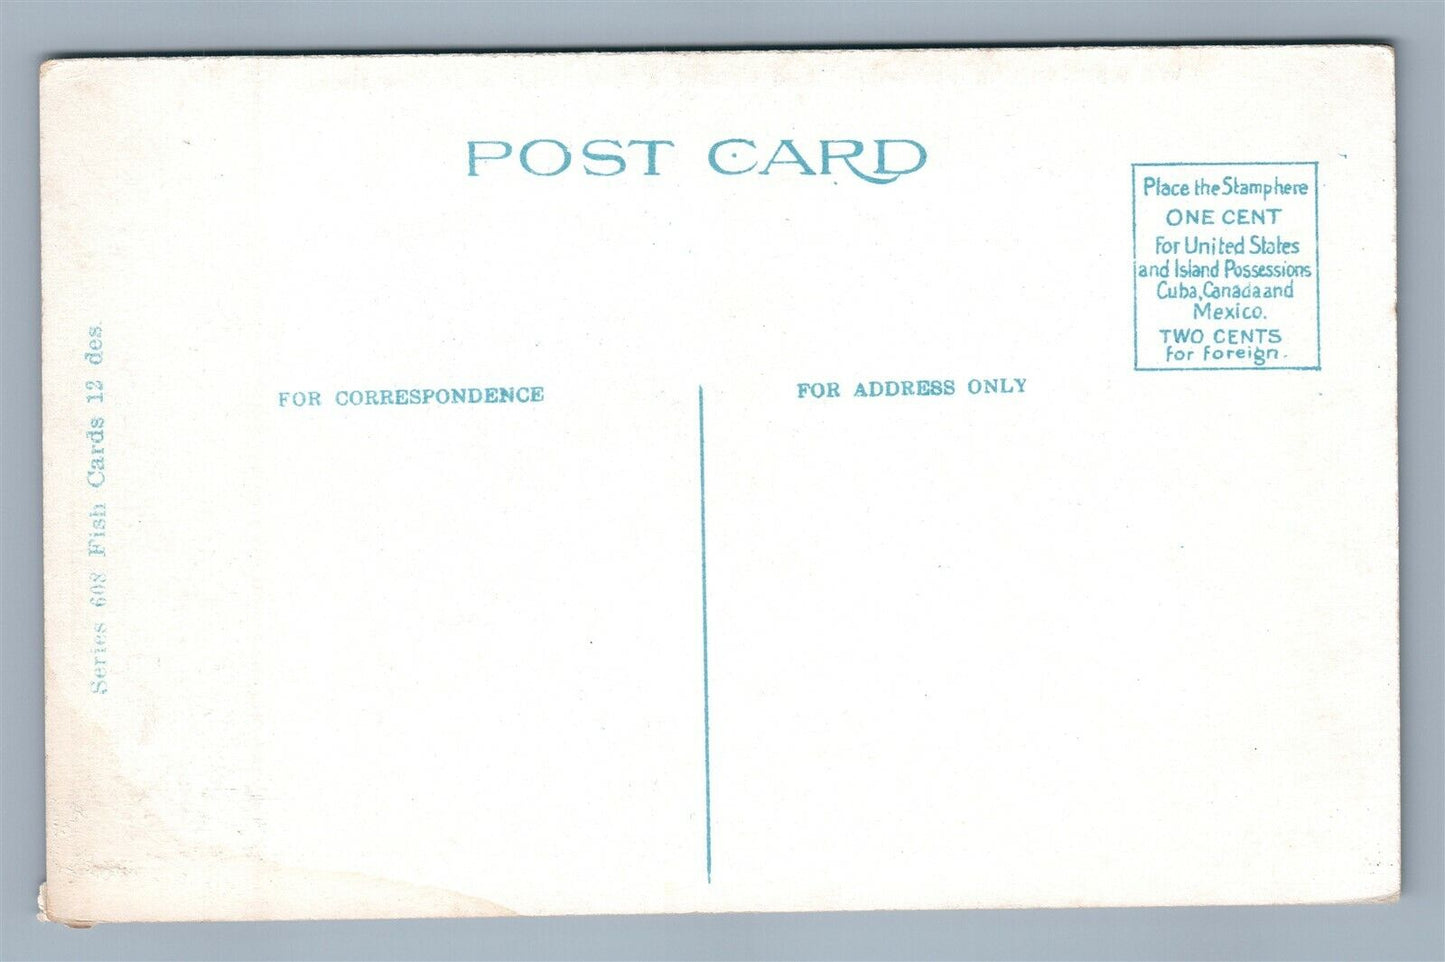 POST CARD
Place the Stamp here
ONE CENT
For United States
and Island Possessions
Cuba, Canada and
Mexico.
TWO CENTS
for Foreign.
FOR CORRESPONDENCE
FOR ADDRESS ONLY
Series 608 Fish Cards 12 des.